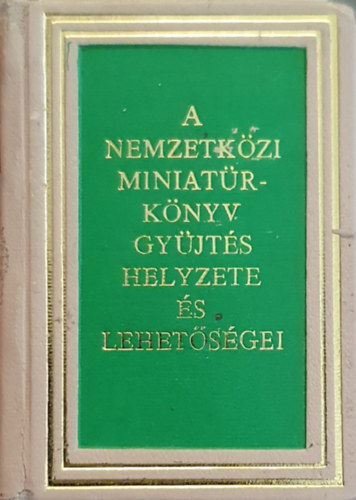 A
NEMZETKÖZI
MINIATŰR-
KÖNYV
GYŰJTÉS
HELYZETE
ÉS
LEHETŐSÉGEI